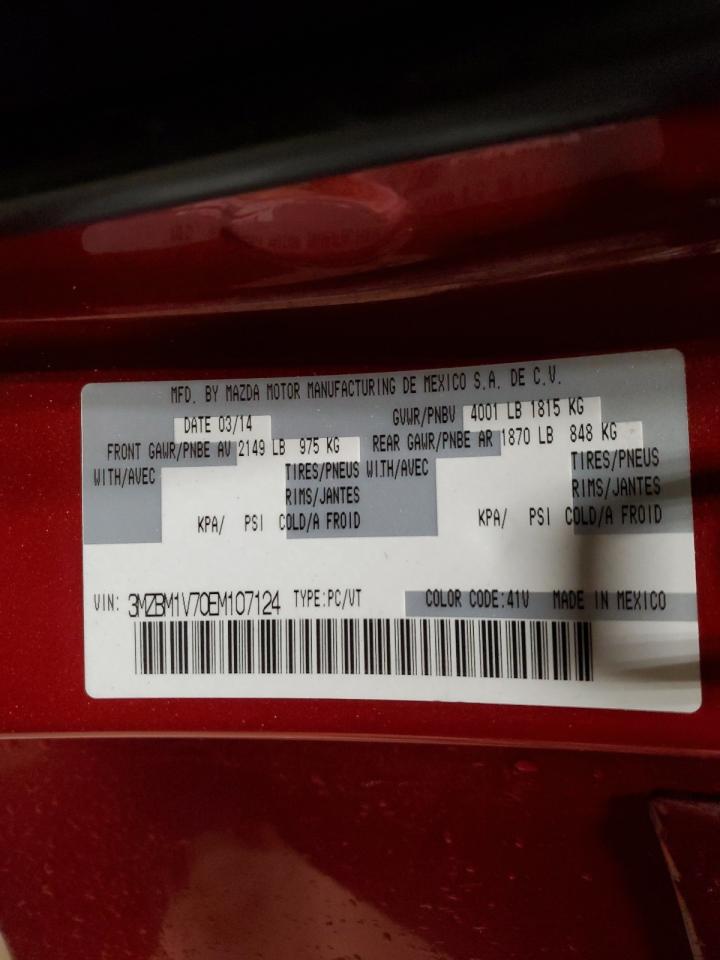 MFD. BY MAZDA MOTOR MANUFACTURING DE MEXICO S.A. DE C.V.
DATE 03/14 GVWR/PNBV 4001 LB 1815 KG
FRONT GAWR/PNBE AV 2149 LB 975 KG REAR GAWR/PNBE AR 1870 LB 848 KG
WITH/AVEC TIRES/PNEUS WITH/AVEC TIRES/PNEUS
RIMS/JANTES RIMS/JANTES
KPA/ PSI COLD/A FROID KPA/ PSI COLD/A FROID
VIN: 3MZBM1V70EM107124 TYPE:PC/VT COLOR CODE:41V MADE IN MEXICO